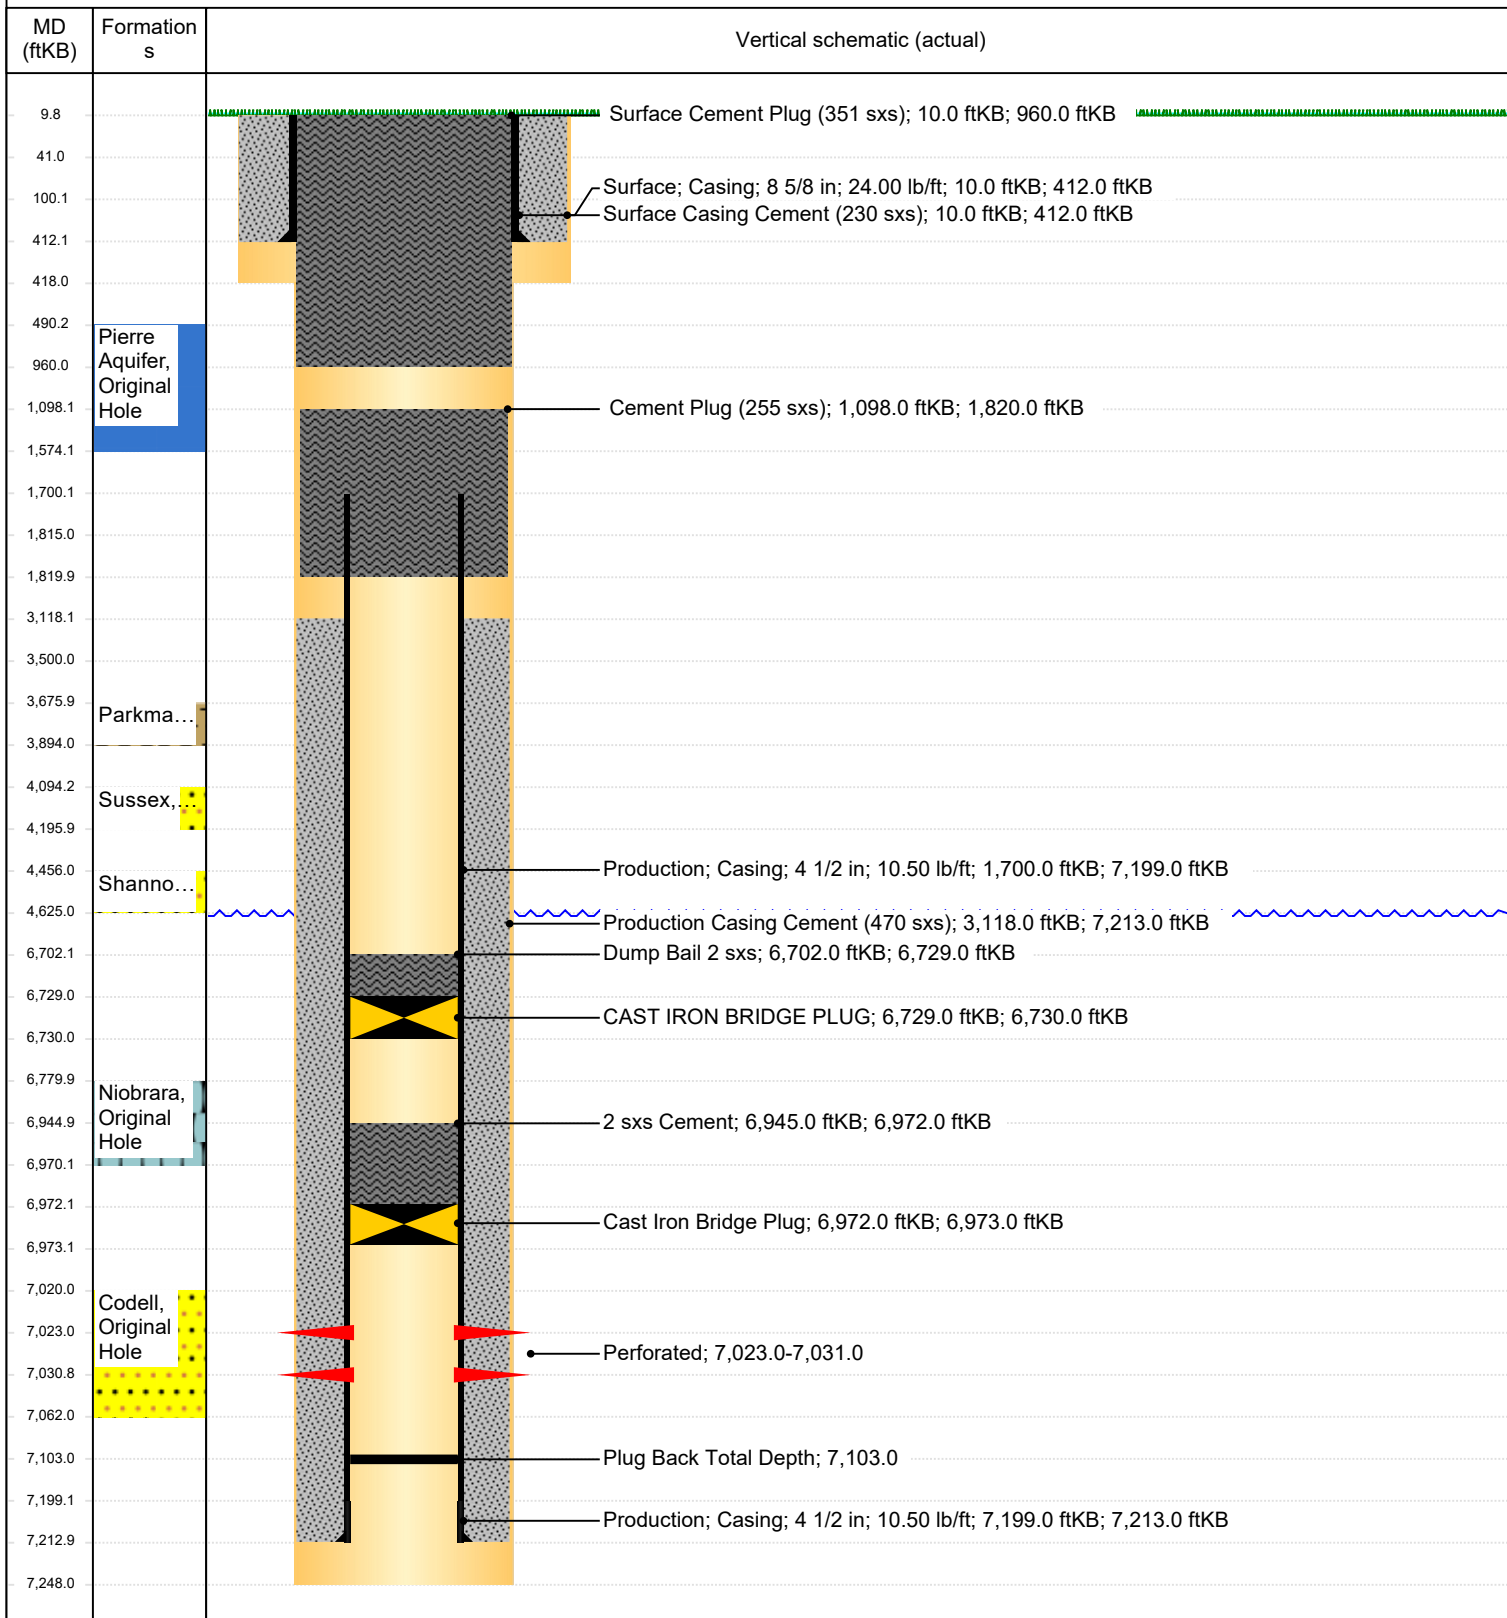 MD
(ftKB)
Formation
s
Vertical schematic (actual)
9.8
Surface Cement Plug (351 sxs); 10.0 ftKB; 960.0 ftKB
41.0
Surface; Casing; 8 5/8 in; 24.00 lb/ft; 10.0 ftKB; 412.0 ftKB
100.1
Surface Casing Cement (230 sxs); 10.0 ftKB; 412.0 ftKB
412.1
418.0
490.2
Pierre
Aquifer,
Original
Hole
960.0
1,098.1
Cement Plug (255 sxs); 1,098.0 ftKB; 1,820.0 ftKB
1,574.1
1,700.1
1,815.0
1,819.9
3,118.1
3,500.0
3,675.9
Parkma...
3,894.0
4,094.2
Sussex,...
4,195.9
4,456.0
Production; Casing; 4 1/2 in; 10.50 lb/ft; 1,700.0 ftKB; 7,199.0 ftKB
Shanno...
4,625.0
Production Casing Cement (470 sxs); 3,118.0 ftKB; 7,213.0 ftKB
6,702.1
Dump Bail 2 sxs; 6,702.0 ftKB; 6,729.0 ftKB
6,729.0
CAST IRON BRIDGE PLUG; 6,729.0 ftKB; 6,730.0 ftKB
6,730.0
6,779.9
Niobrara,
Original
Hole
6,944.9
2 sxs Cement; 6,945.0 ftKB; 6,972.0 ftKB
6,970.1
6,972.1
Cast Iron Bridge Plug; 6,972.0 ftKB; 6,973.0 ftKB
6,973.1
7,020.0
Codell,
Original
Hole
7,023.0
Perforated; 7,023.0-7,031.0
7,030.8
7,062.0
7,103.0
Plug Back Total Depth; 7,103.0
7,199.1
Production; Casing; 4 1/2 in; 10.50 lb/ft; 7,199.0 ftKB; 7,213.0 ftKB
7,212.9
7,248.0